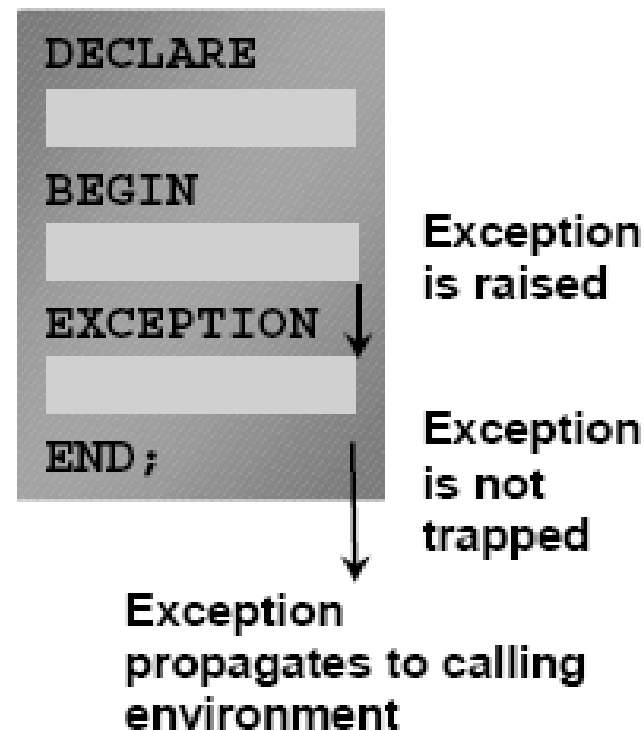 DECLARE
BEGIN
Exception
is raised
EXCEPTION
Exception
is not
trapped
END;
Exception
propagates to calling
environment